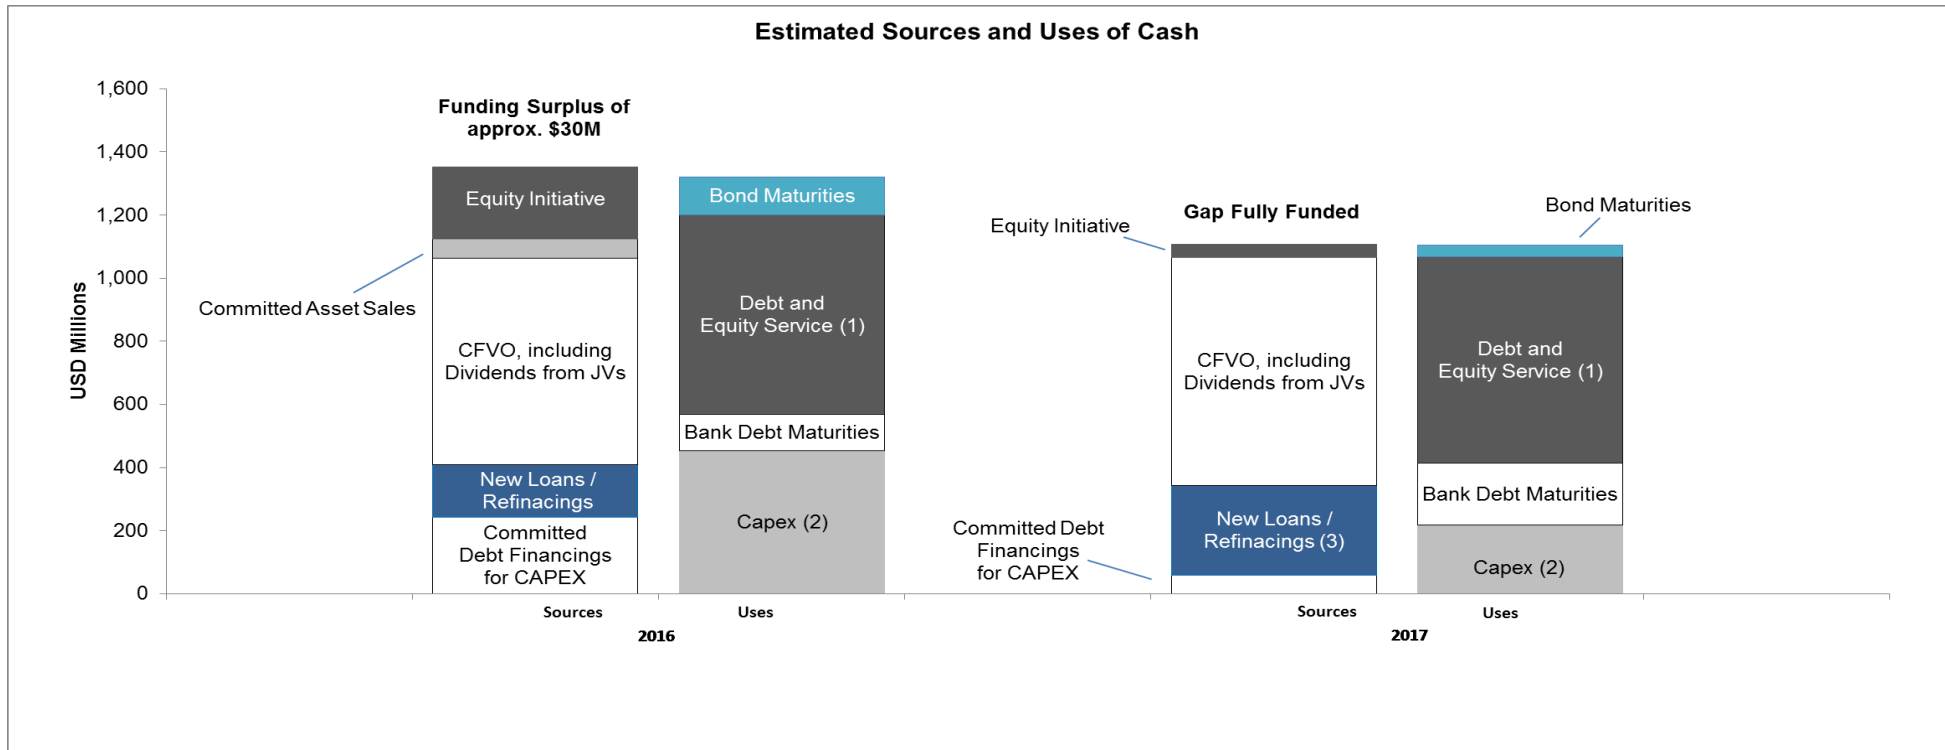 Estimated Sources and Uses of Cash
USD Millions
1,600
1,400
1,200
1,000
800
600
400
200
0
Funding Surplus of
approx. $30M
Equity Initiative
Committed Asset Sales
CFVO, including
Dividends from JVs
New Loans /
Refinacings
Committed
Debt Financings
for CAPEX
Bond Maturities
Debt and
Equity Service (1)
Bank Debt Maturities
Capex (2)
Gap Fully Funded
Equity Initiative
CFVO, including
Dividends from JVs
New Loans /
Refinacings (3)
Committed Debt
Financings
for CAPEX
Bond Maturities
Debt and
Equity Service (1)
Bank Debt Maturities
Capex (2)
Sources
Uses
2016
Sources
Uses
2017